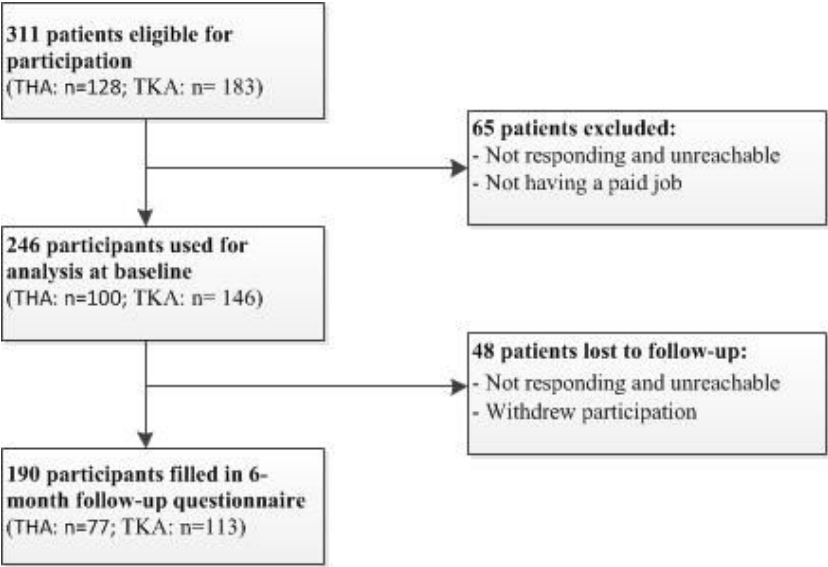 311 patients eligible for
participation
(THA: n=128; TKA: n= 183)
65 patients excluded:
- Not responding and unreachable
- Not having a paid job
246 participants used for
analysis at baseline
(THA: n=100; TKA: n= 146)
48 patients lost to follow-up:
- Not responding and unreachable
- Withdrew participation
190 participants filled in 6-
month follow-up questionnaire
(THA: n=77; TKA: n=113)